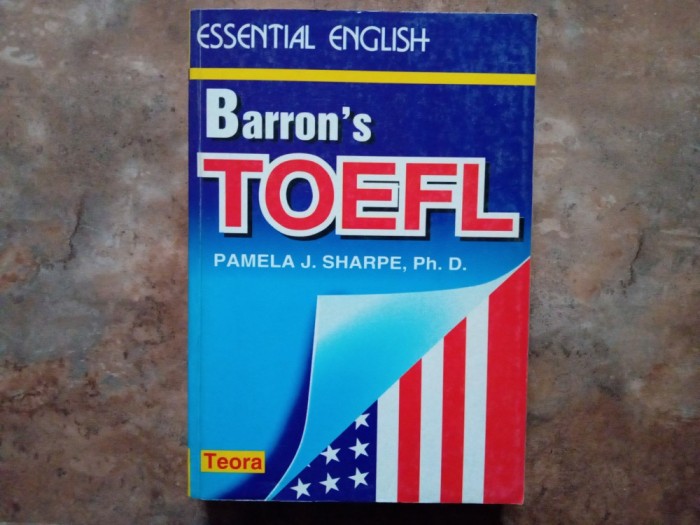 ESSENTIAL ENGLISH
Barron's
TOEFL
PAMELA J. SHARPE, Ph. D.
Teora